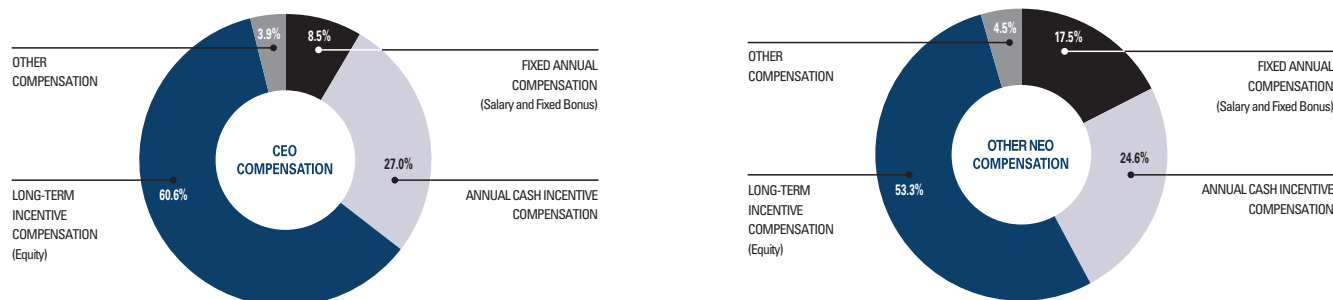 3.9%
8.5%
OTHER
COMPENSATION
FIXED ANNUAL
COMPENSATION
(Salary and Fixed Bonus)
CEO
COMPENSATION
27.0%
60.6%
LONG-TERM
INCENTIVE
COMPENSATION
(Equity)
ANNUAL CASH INCENTIVE
COMPENSATION
4.5%
17.5%
OTHER
COMPENSATION
FIXED ANNUAL
COMPENSATION
(Salary and Fixed Bonus)
OTHER NEO
COMPENSATION
24.6%
53.3%
LONG-TERM
INCENTIVE
COMPENSATION
(Equity)
ANNUAL CASH INCENTIVE
COMPENSATION